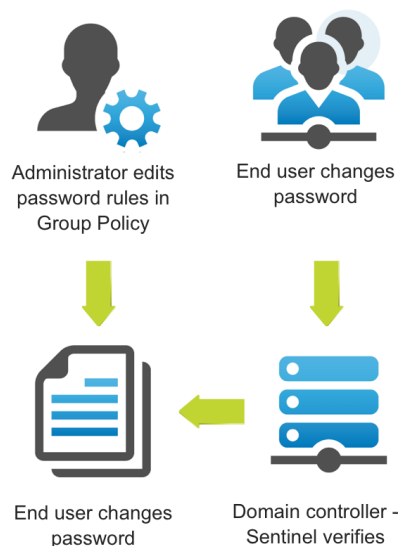 Administrator edits
password rules in
Group Policy
End user changes
password
End user changes
password
Domain controller -
Sentinel verifies